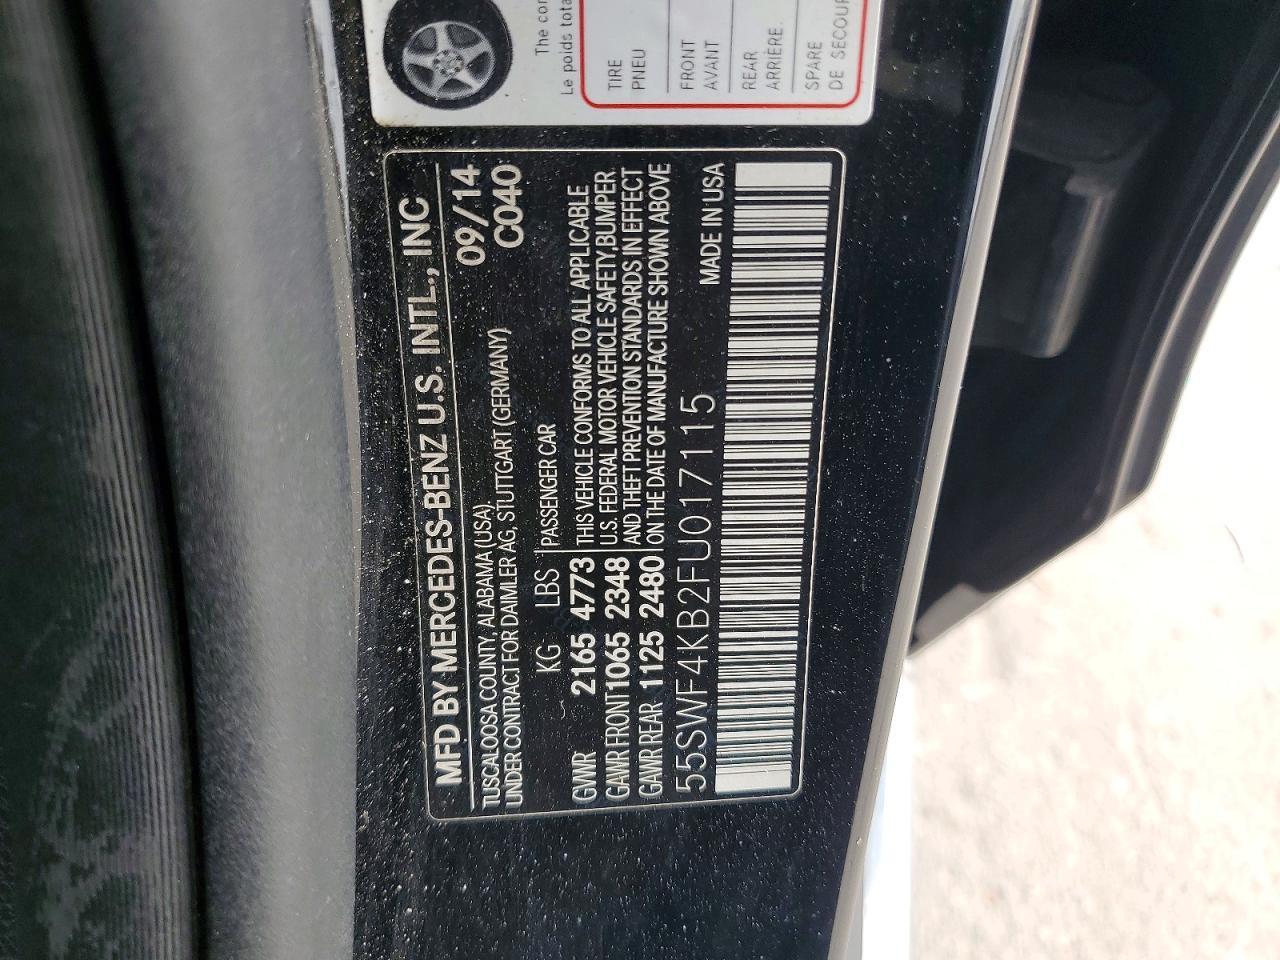 MFD BY MERCEDES-BENZ U.S. INTL., INC
TUSCALOOSA COUNTY, ALABAMA (USA). 09/14
UNDER CONTRACT FOR DAIMLER AG, STUTTGART (GERMANY) C040
KG LBS PASSENGER CAR
GWR 2165 4773 THIS VEHICLE CONFORMS TO ALL APPLICABLE
GAWR FRONT 1065 2348 U.S. FEDERAL MOTOR VEHICLE SAFETY, BUMPER
GAWR REAR 1125 2480 AND THEFT PREVENTION STANDARDS IN EFFECT
ON THE DATE OF MANUFACTURE SHOWN ABOVE
55SWF4KB2FU017115 MADE IN USA
The
Le poids
TIRE
PNEU
FRONT
AVANT
REAR
ARRIÈRE
SPARE
DE